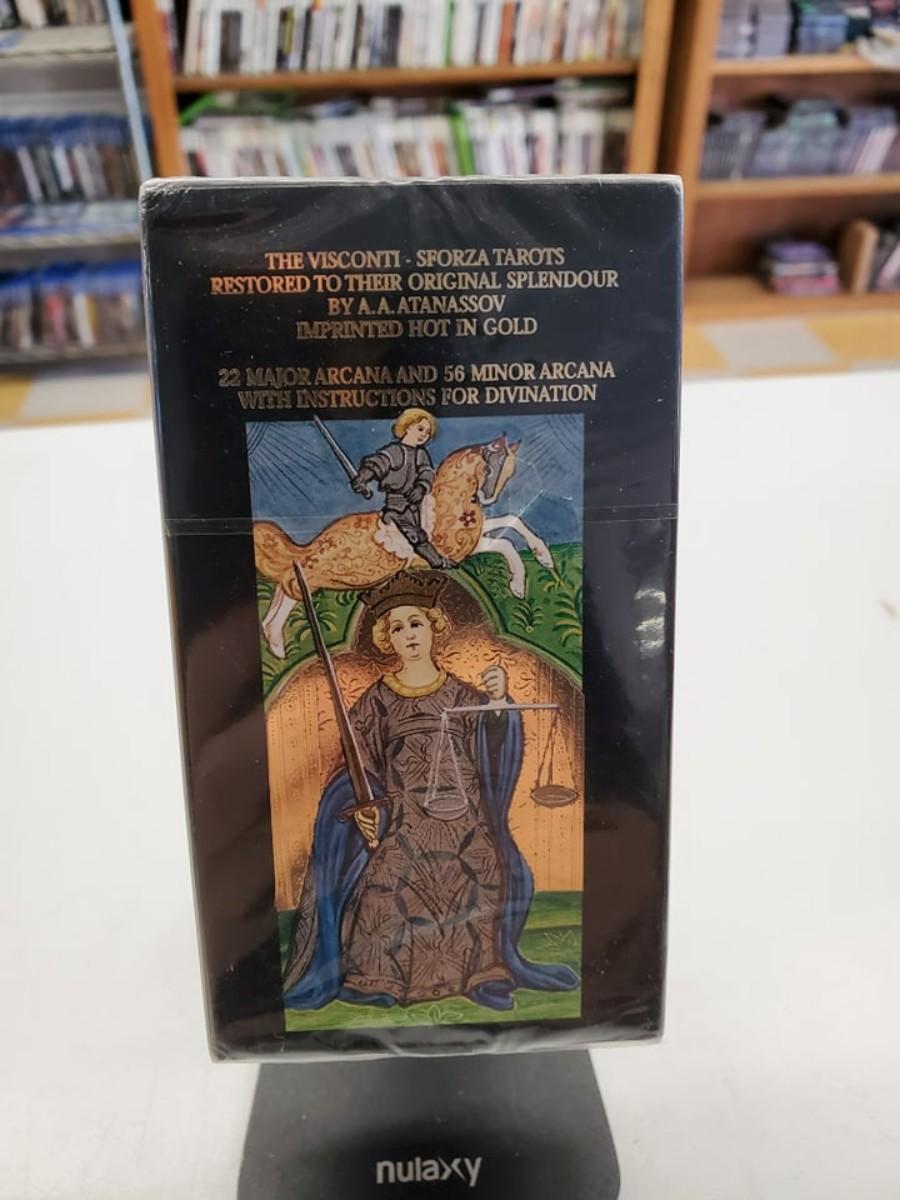 THE VISCONTI - SFORZA TAROTS
RESTORED TO THEIR ORIGINAL SPLENDOUR
BY A.A.ATANASSOV
IMPRINTED HOT IN GOLD
22 MAJOR ARCANA AND 56 MINOR ARCANA
WITH INSTRUCTIONS FOR DIVINATION
nulaxy